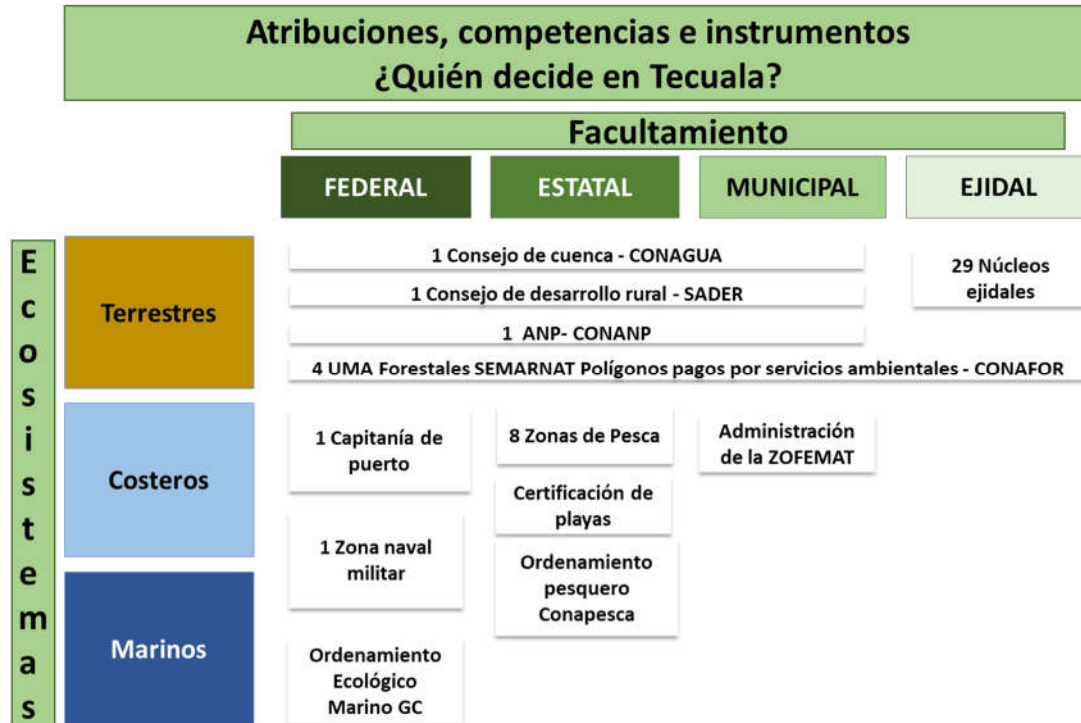 Atribuciones, competencias e instrumentos
¿Quién decide en Tecuala?
Facultamiento
FEDERAL
ESTATAL
MUNICIPAL
EJIDAL
Ecosistemas
Terrestres
1 Consejo de cuenca - CONAGUA
1 Consejo de desarrollo rural - SADER
1 ANP- CONANP
4 UMA Forestales SEMARNAT Polígonos pagos por servicios ambientales - CONAFOR
29 Núcleos
ejidales
Costeros
1 Capitanía de
puerto
8 Zonas de Pesca
Administración
de la ZOFEMAT
Certificación de
playas
1 Zona naval
militar
Ordenamiento
pesquero
Conapesca
Marinos
Ordenamiento
Ecológico
Marino GC